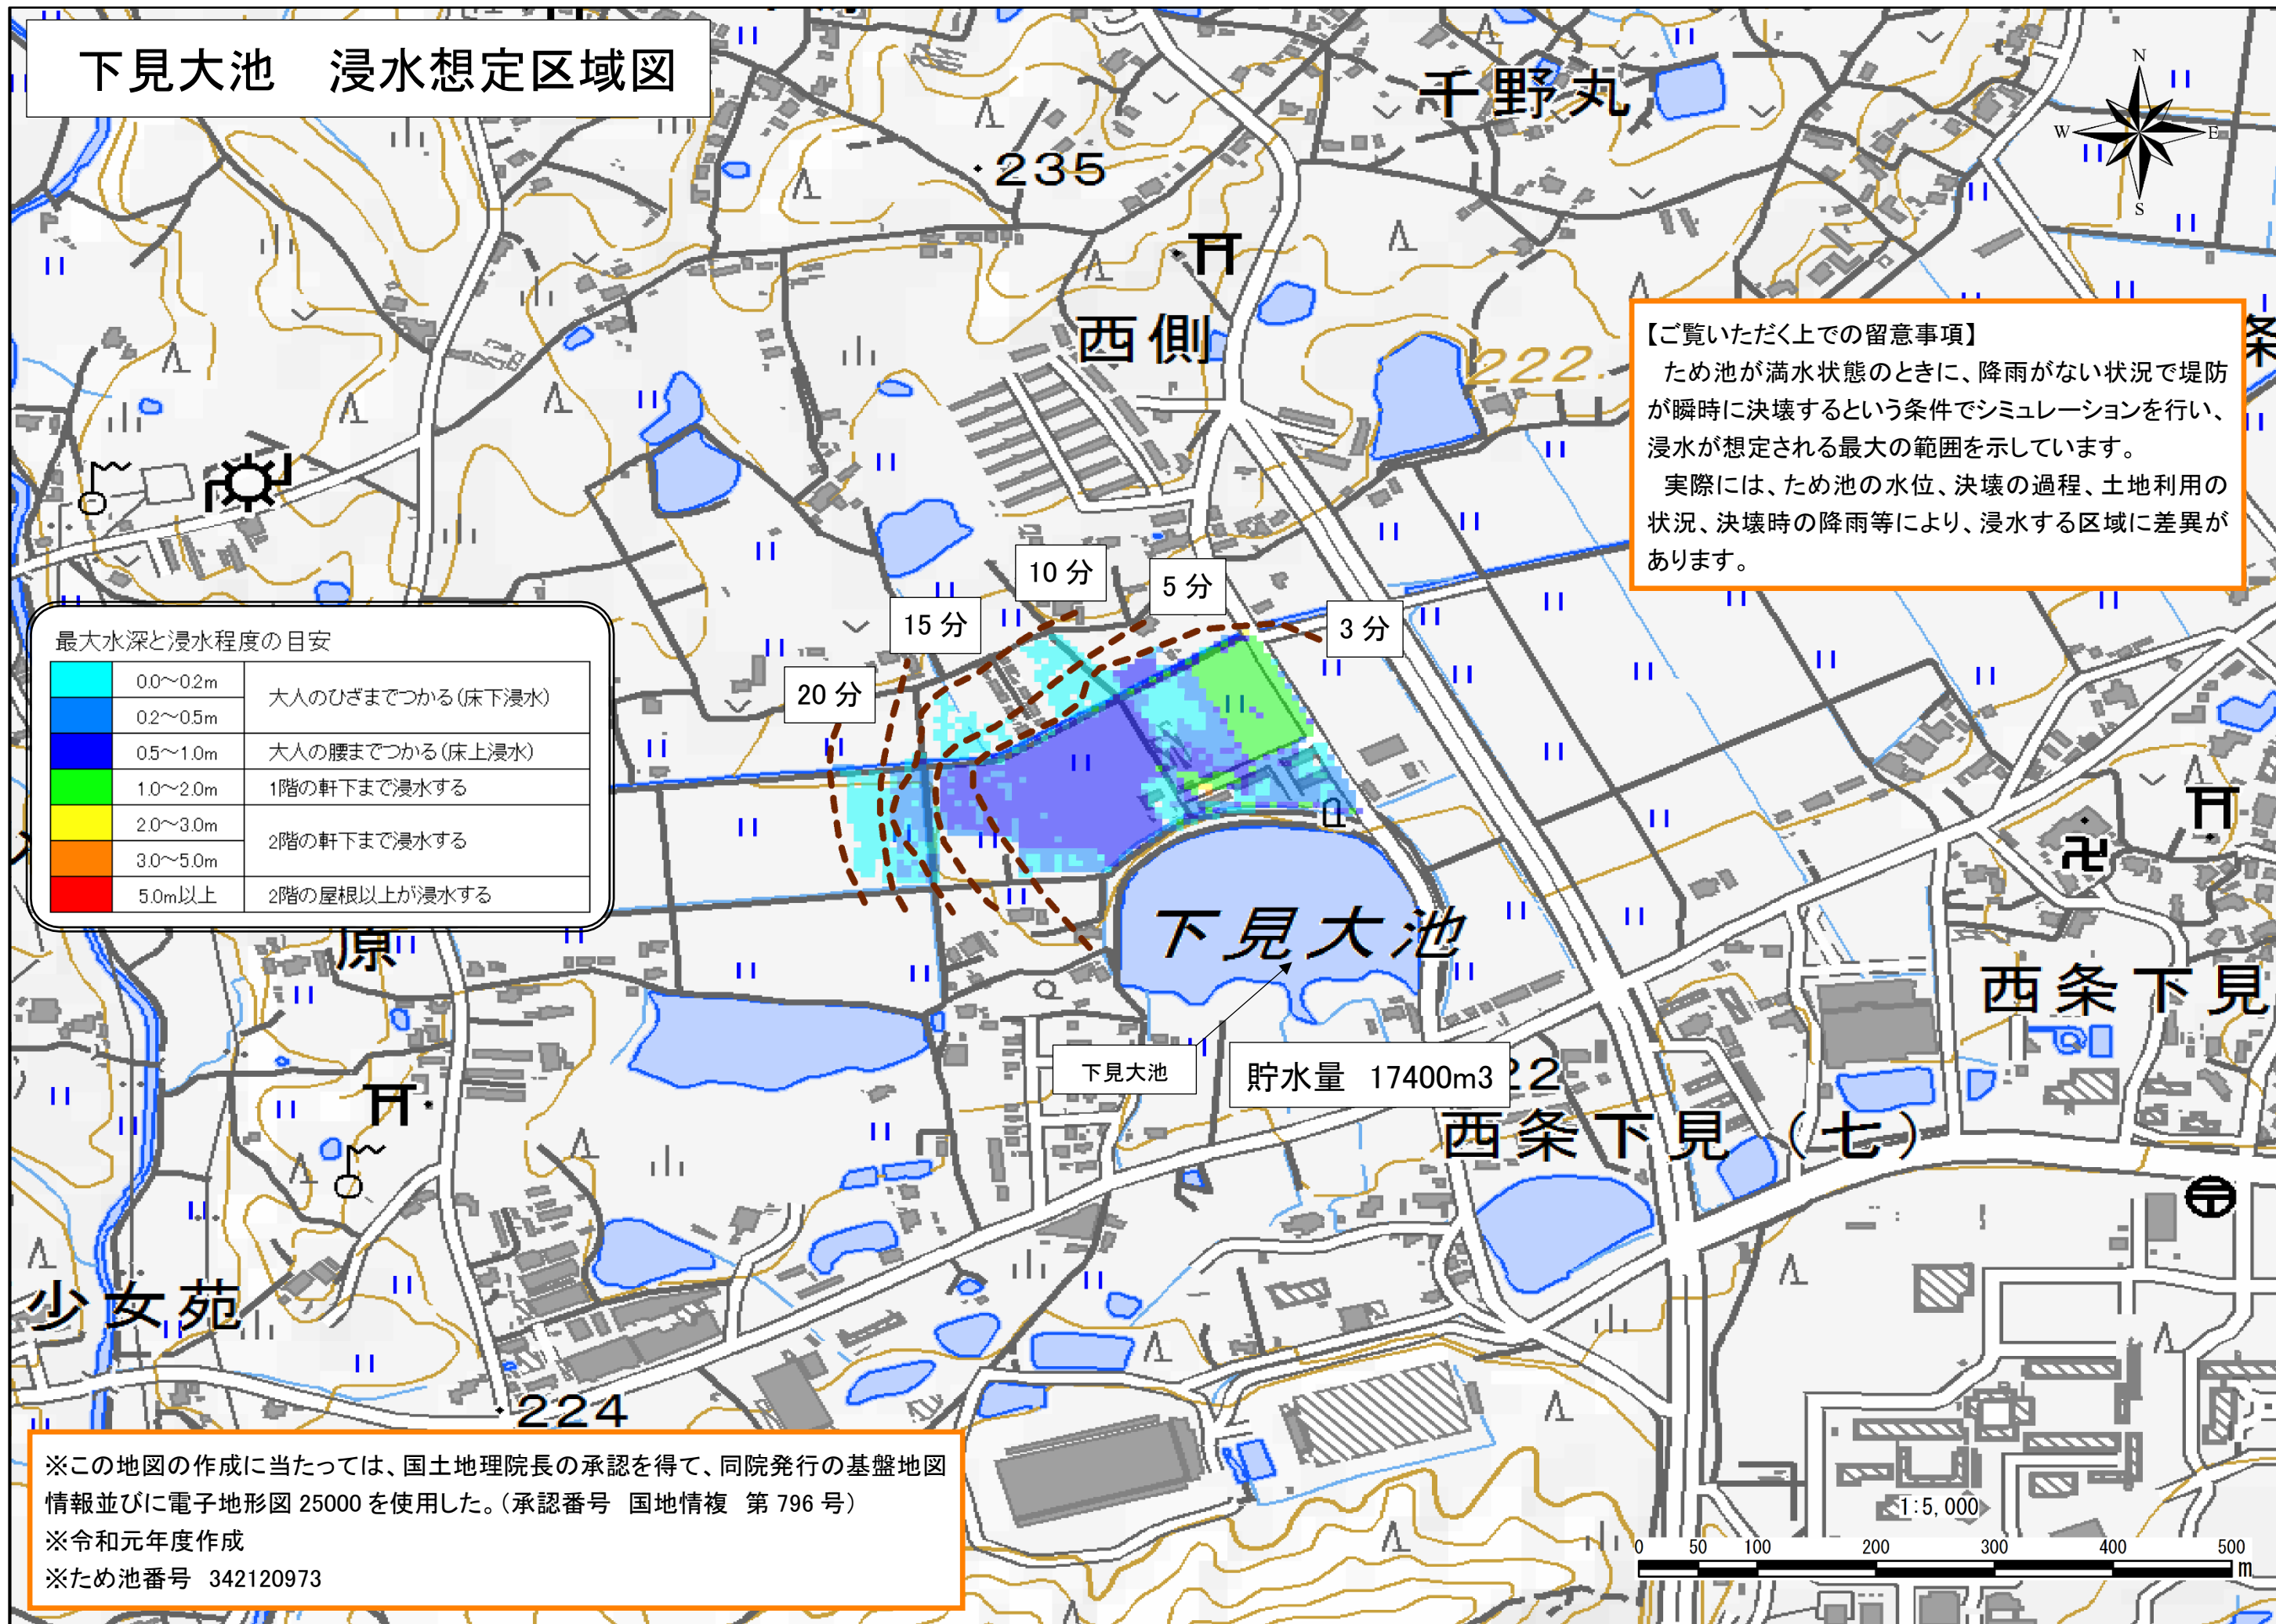 下見大池　浸水想定区域図
千野丸
N
W
E
S
235
西側
222.
条
【ご覧いただく上での留意事項】
ため池が満水状態のときに、降雨がない状況で堤防
が瞬時に決壊するという条件でシミュレーションを行い、
浸水が想定される最大の範囲を示しています。
実際には、ため池の水位、決壊の過程、土地利用の
状況、決壊時の降雨等により、浸水する区域に差異が
あります。
10 分
5 分
15 分
3 分
20 分
最大水深と浸水程度の目安
0.0～0.2m
大人のひざまでつかる(床下浸水)
0.2～0.5m
0.5～1.0m　大人の腰までつかる(床上浸水)
1.0～2.0m　1階の軒下まで浸水する
2.0～3.0m
2階の軒下まで浸水する
3.0～5.0m
5.0m以上　2階の屋根以上が浸水する
原
下見大池
西条下見
下見大池
貯水量　17400m3
22
西条下見（七）
少女苑
224
※この地図の作成に当たっては、国土地理院長の承認を得て、同院発行の基盤地図
情報並びに電子地形図 25000 を使用した。（承認番号　国地情複　第 796 号）
※令和元年度作成
※ため池番号　342120973
1:5,000
0 50 100 200 300 400 500
m